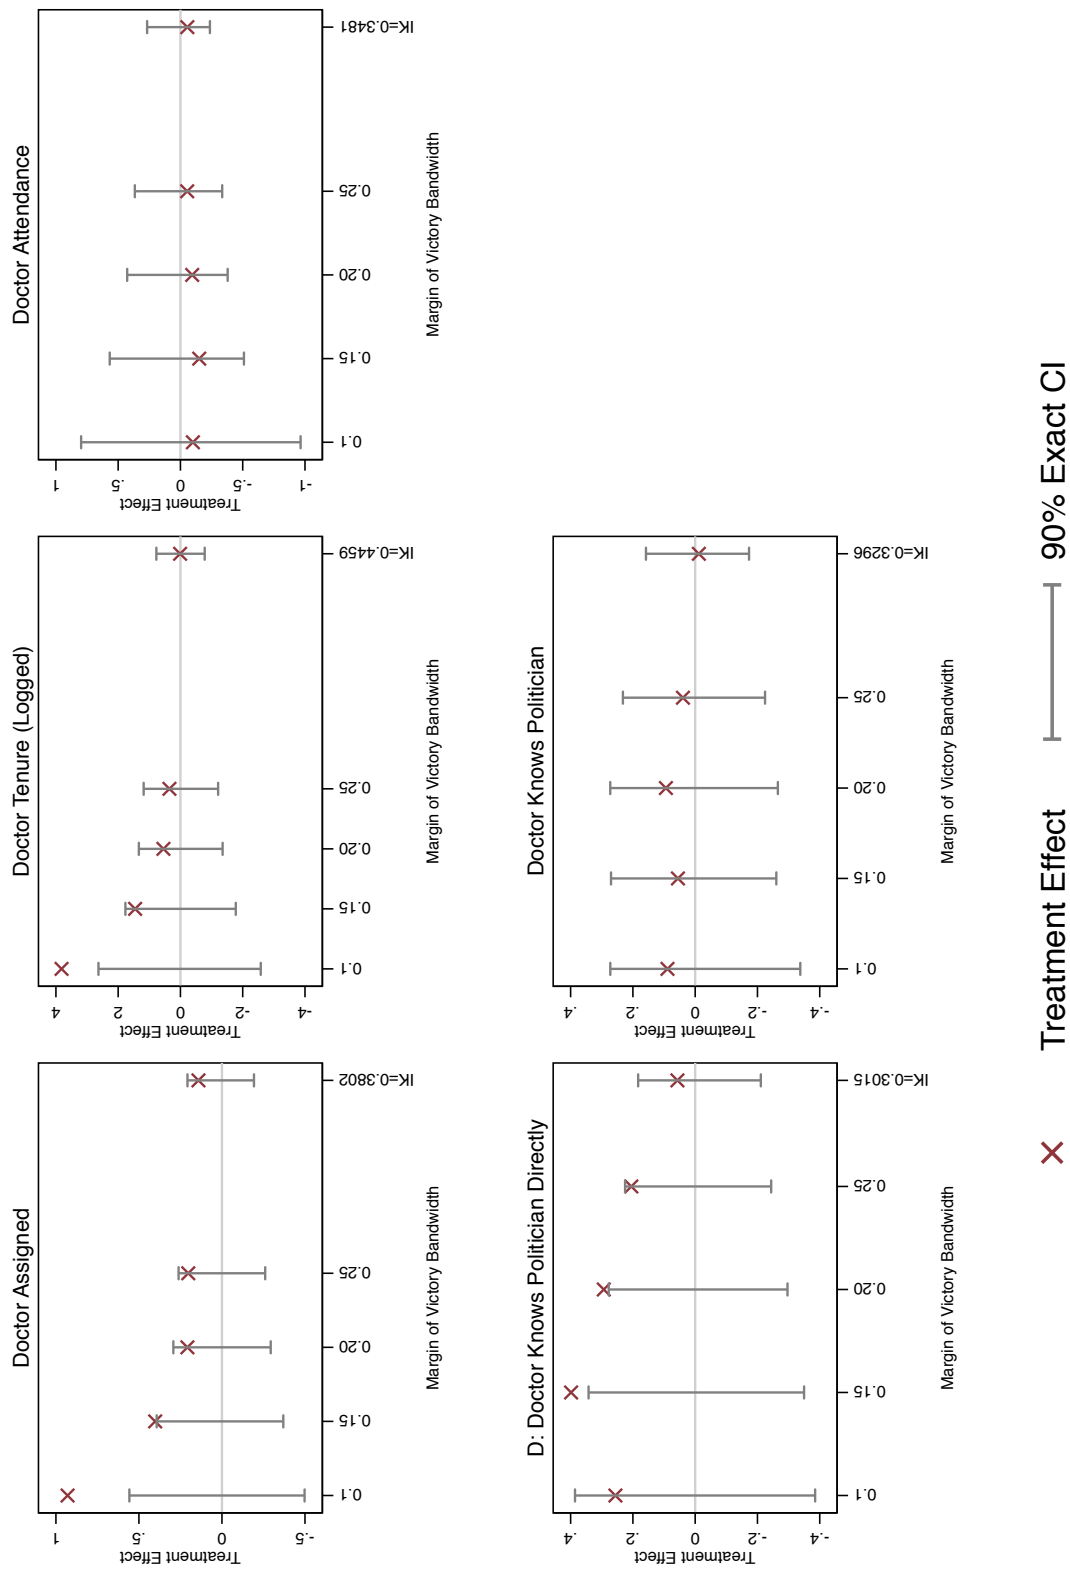 Doctor Assigned
Treatment Effect
1
.5
0
-.5
0.1
0.15
0.20
0.25
IK=0.3802
Margin of Victory Bandwidth
Doctor Tenure (Logged)
Treatment Effect
4
2
0
-2
-4
0.1
0.15
0.20
0.25
IK=0.4459
Margin of Victory Bandwidth
Doctor Attendance
Treatment Effect
1
.5
0
-.5
-1
0.1
0.15
0.20
0.25
IK=0.3481
Margin of Victory Bandwidth
D: Doctor Knows Politician Directly
Treatment Effect
.4
.2
0
-.2
-.4
0.1
0.15
0.20
0.25
IK=0.3015
Margin of Victory Bandwidth
Doctor Knows Politician
Treatment Effect
.4
.2
0
-.2
-.4
0.1
0.15
0.20
0.25
IK=0.3296
Margin of Victory Bandwidth
Treatment Effect
90% Exact CI